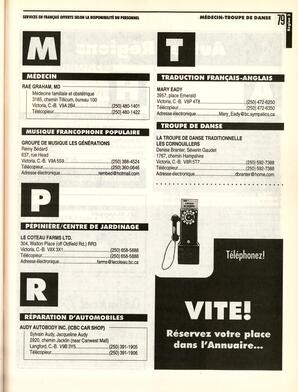 SERVICES EN FRANÇAIS OFFERTS SELON LA DISPONIBILITÉ DU PERSONNEL
MÉDECIN-TROUPE DE DANSE
79
M
MÉDECIN
RAE GRAHAM, MD
Médecine familiale et obstétrique
3165, chemin Tillicum, bureau 100
Victoria, C.-B. V9A 2B4 (250) 480-1401
Télécopieur (250) 480-1422
MUSIQUE FRANCOPHONE POPULAIRE
GROUPE DE MUSIQUE LES GÉNÉRATIONS
Remy Bédard
637, rue Head
Victoria, C.-B. V9A 5S9 (250) 388-4524
Télécopieur (250) 360-0646
Adresse électronique rembed@hotmail.com
P
PÉPINIÈRE/CENTRE DE JARDINAGE
LE COTEAU FARMS LTD.
304, Walton Place (off Oldfield Rd.) RR3
Victoria, C.-B. V8X 3X1 (250) 658-5888
Télécopieur (250) 658-5888
Adresse électronique farms@lecoteau.bc.ca
R
RÉPARATION D'AUTOMOBILES
AUDY AUTOBODY INC. (ICBC CAR SHOP)
Sylvain Audy, Jacqueline Audy
2820, chemin Jacklin (near Canwest Mall)
Langford, C.-B. V9B 3Y5 (250) 391-1905
Télécopieur (250) 391-1906
T
TRADUCTION FRANÇAIS-ANGLAIS
MARY EADY
3957, place Emerald
Victoria, C.-B. V8P 4T8 (250) 472-6350
Télécopieur (250) 472-6350
Adresse électronique Mary_Eady@bc.sympatico.ca
TROUPE DE DANSE
LA TROUPE DE DANSE TRADITIONNELLE
LES CORNOUILLERS
Denise Branter, Séverin Gaudet
1767, chemin Hampshire
Victoria, C.-B. V8R 5T7 (250) 592-7388
Télécopieur (250) 592-7388
Adresse électronique dbranter@home.com
Téléphonez!
VITE!
Réservez votre place
dans l'Annuaire...